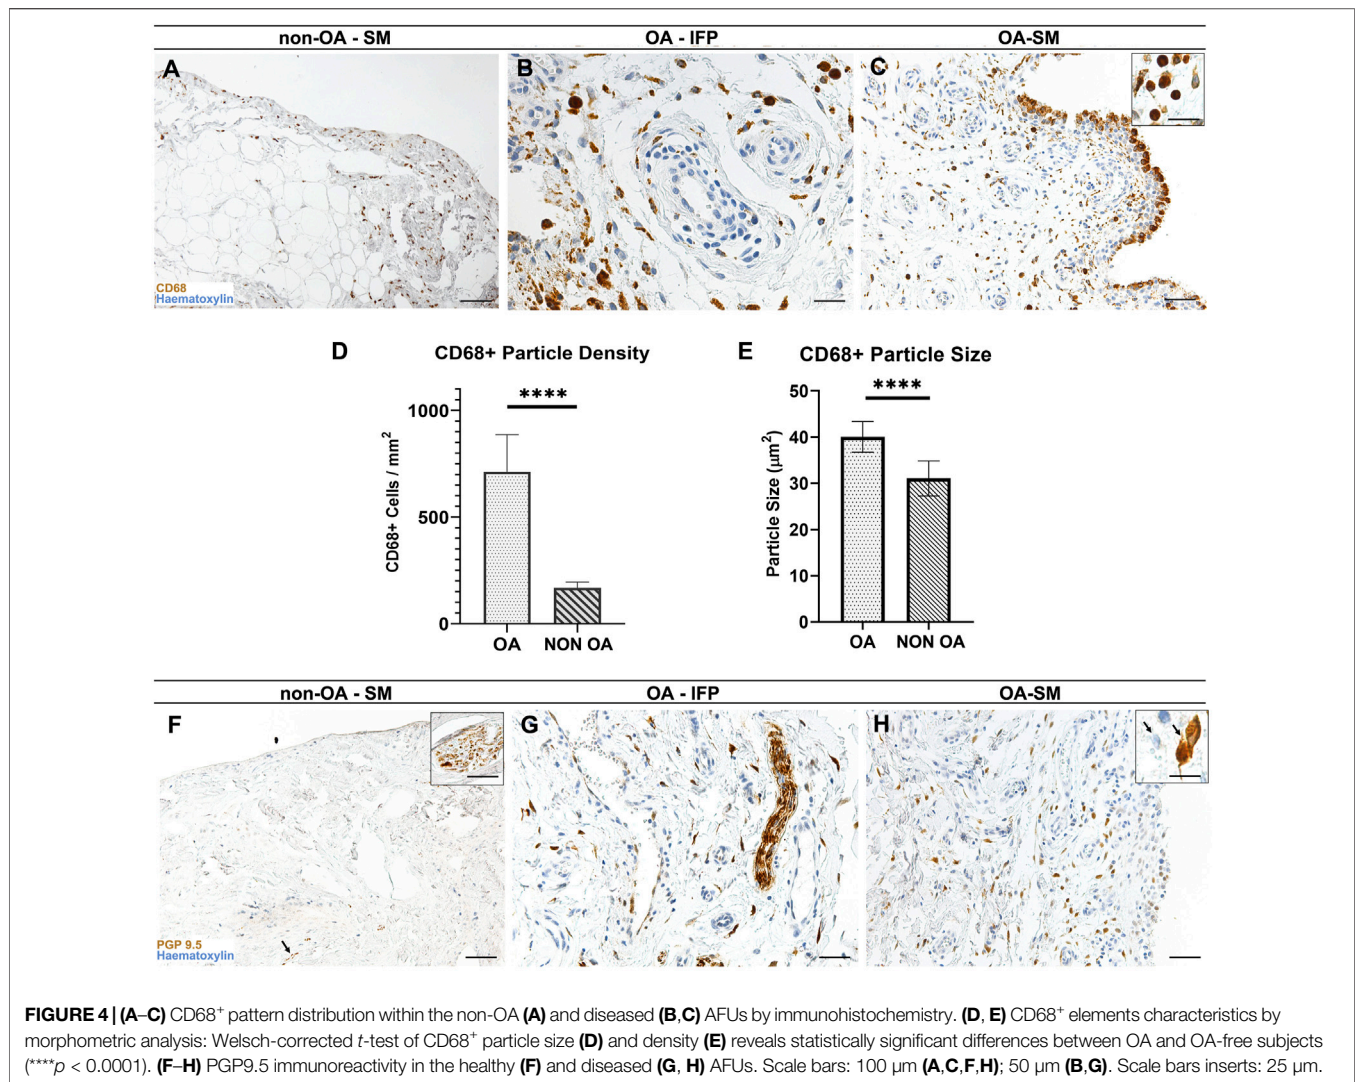 non-OA - SM OA - IFP OA-SM
A B C
CD68
Haematoxylin
D CD68+ Particle Density
****
CD68+ Cells / mm²
1000
500
0
OA NON OA
E CD68+ Particle Size
****
Particle Size (μm²)
50
40
30
20
10
0
OA NON OA
non-OA - SM OA - IFP OA-SM
F G H
PGP 9.5
Haematoxylin
FIGURE 4 | (A–C) CD68⁺ pattern distribution within the non-OA (A) and diseased (B,C) AFUs by immunohistochemistry. (D, E) CD68⁺ elements characteristics by
morphometric analysis: Welsch-corrected t-test of CD68⁺ particle size (D) and density (E) reveals statistically significant differences between OA and OA-free subjects
(****p < 0.0001). (F–H) PGP9.5 immunoreactivity in the healthy (F) and diseased (G, H) AFUs. Scale bars: 100 μm (A,C,F,H); 50 μm (B,G). Scale bars inserts: 25 μm.